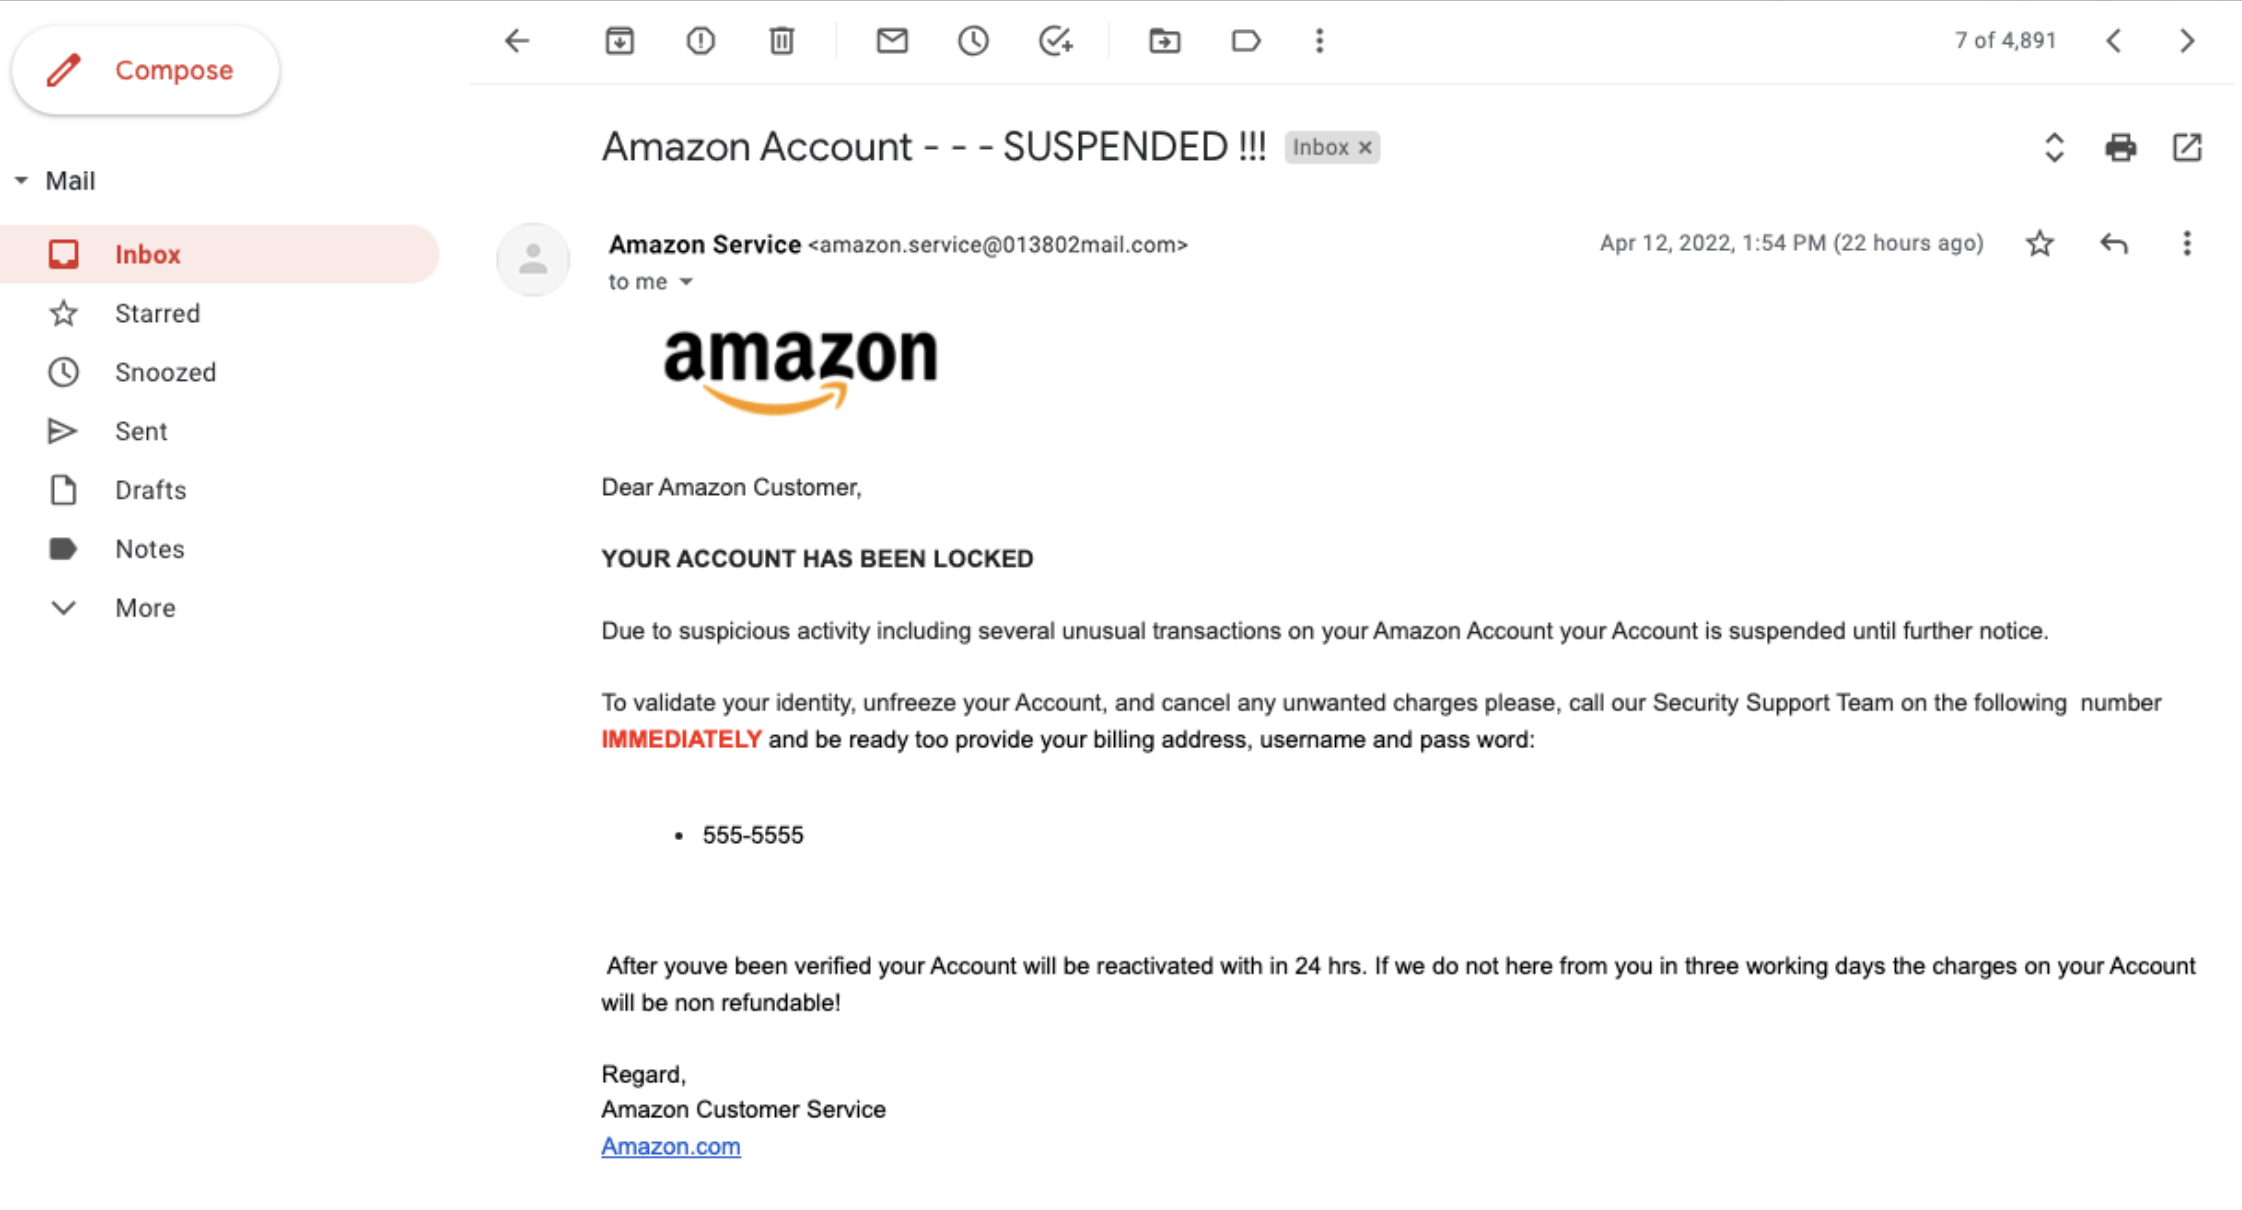 Compose
7 of 4,891
Amazon Account - - - SUSPENDED !!! Inbox ×
Mail
Amazon Service <amazon.service@013802mail.com> Apr 12, 2022, 1:54 PM (22 hours ago)
Inbox
to me
Starred
amazon
Snoozed
Sent
Dear Amazon Customer,
Drafts
YOUR ACCOUNT HAS BEEN LOCKED
Notes
More
Due to suspicious activity including several unusual transactions on your Amazon Account your Account is suspended until further notice.
To validate your identity, unfreeze your Account, and cancel any unwanted charges please, call our Security Support Team on the following  number
IMMEDIATELY and be ready too provide your billing address, username and pass word:
• 555-5555
After youve been verified your Account will be reactivated with in 24 hrs. If we do not here from you in three working days the charges on your Account
will be non refundable!
Regard,
Amazon Customer Service
Amazon.com